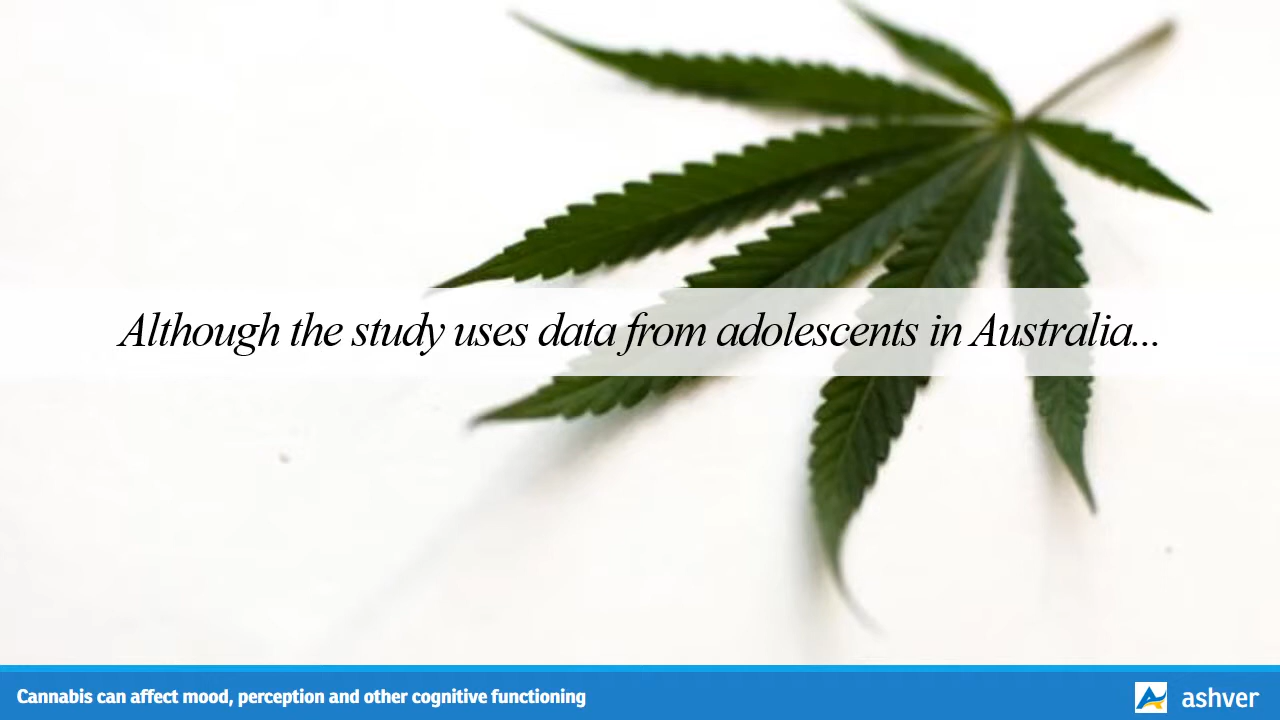 Although the study uses data from adolescents in Australia...
Cannabis can affect mood, perception and other cognitive functioning
ashver